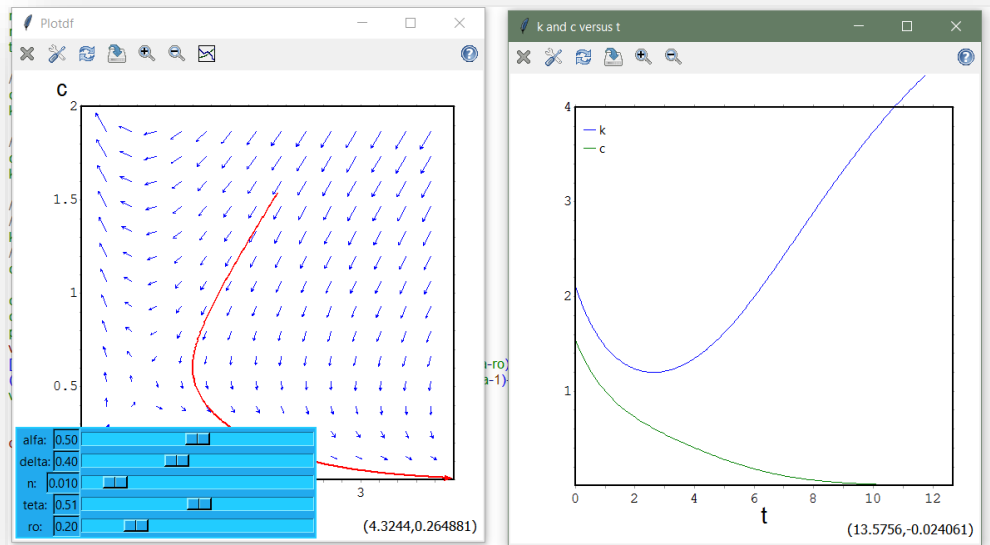 Plotdf
c
2
1.5
1
0.5
3
alfa: 0.50
delta: 0.40
n: 0.010
teta: 0.51
ro: 0.20
(4.3244,0.264881)
n-ro)
a-1)
k and c versus t
4
k
c
3
2
1
0 2 4 6 8 10 12
t
(13.5756,-0.024061)